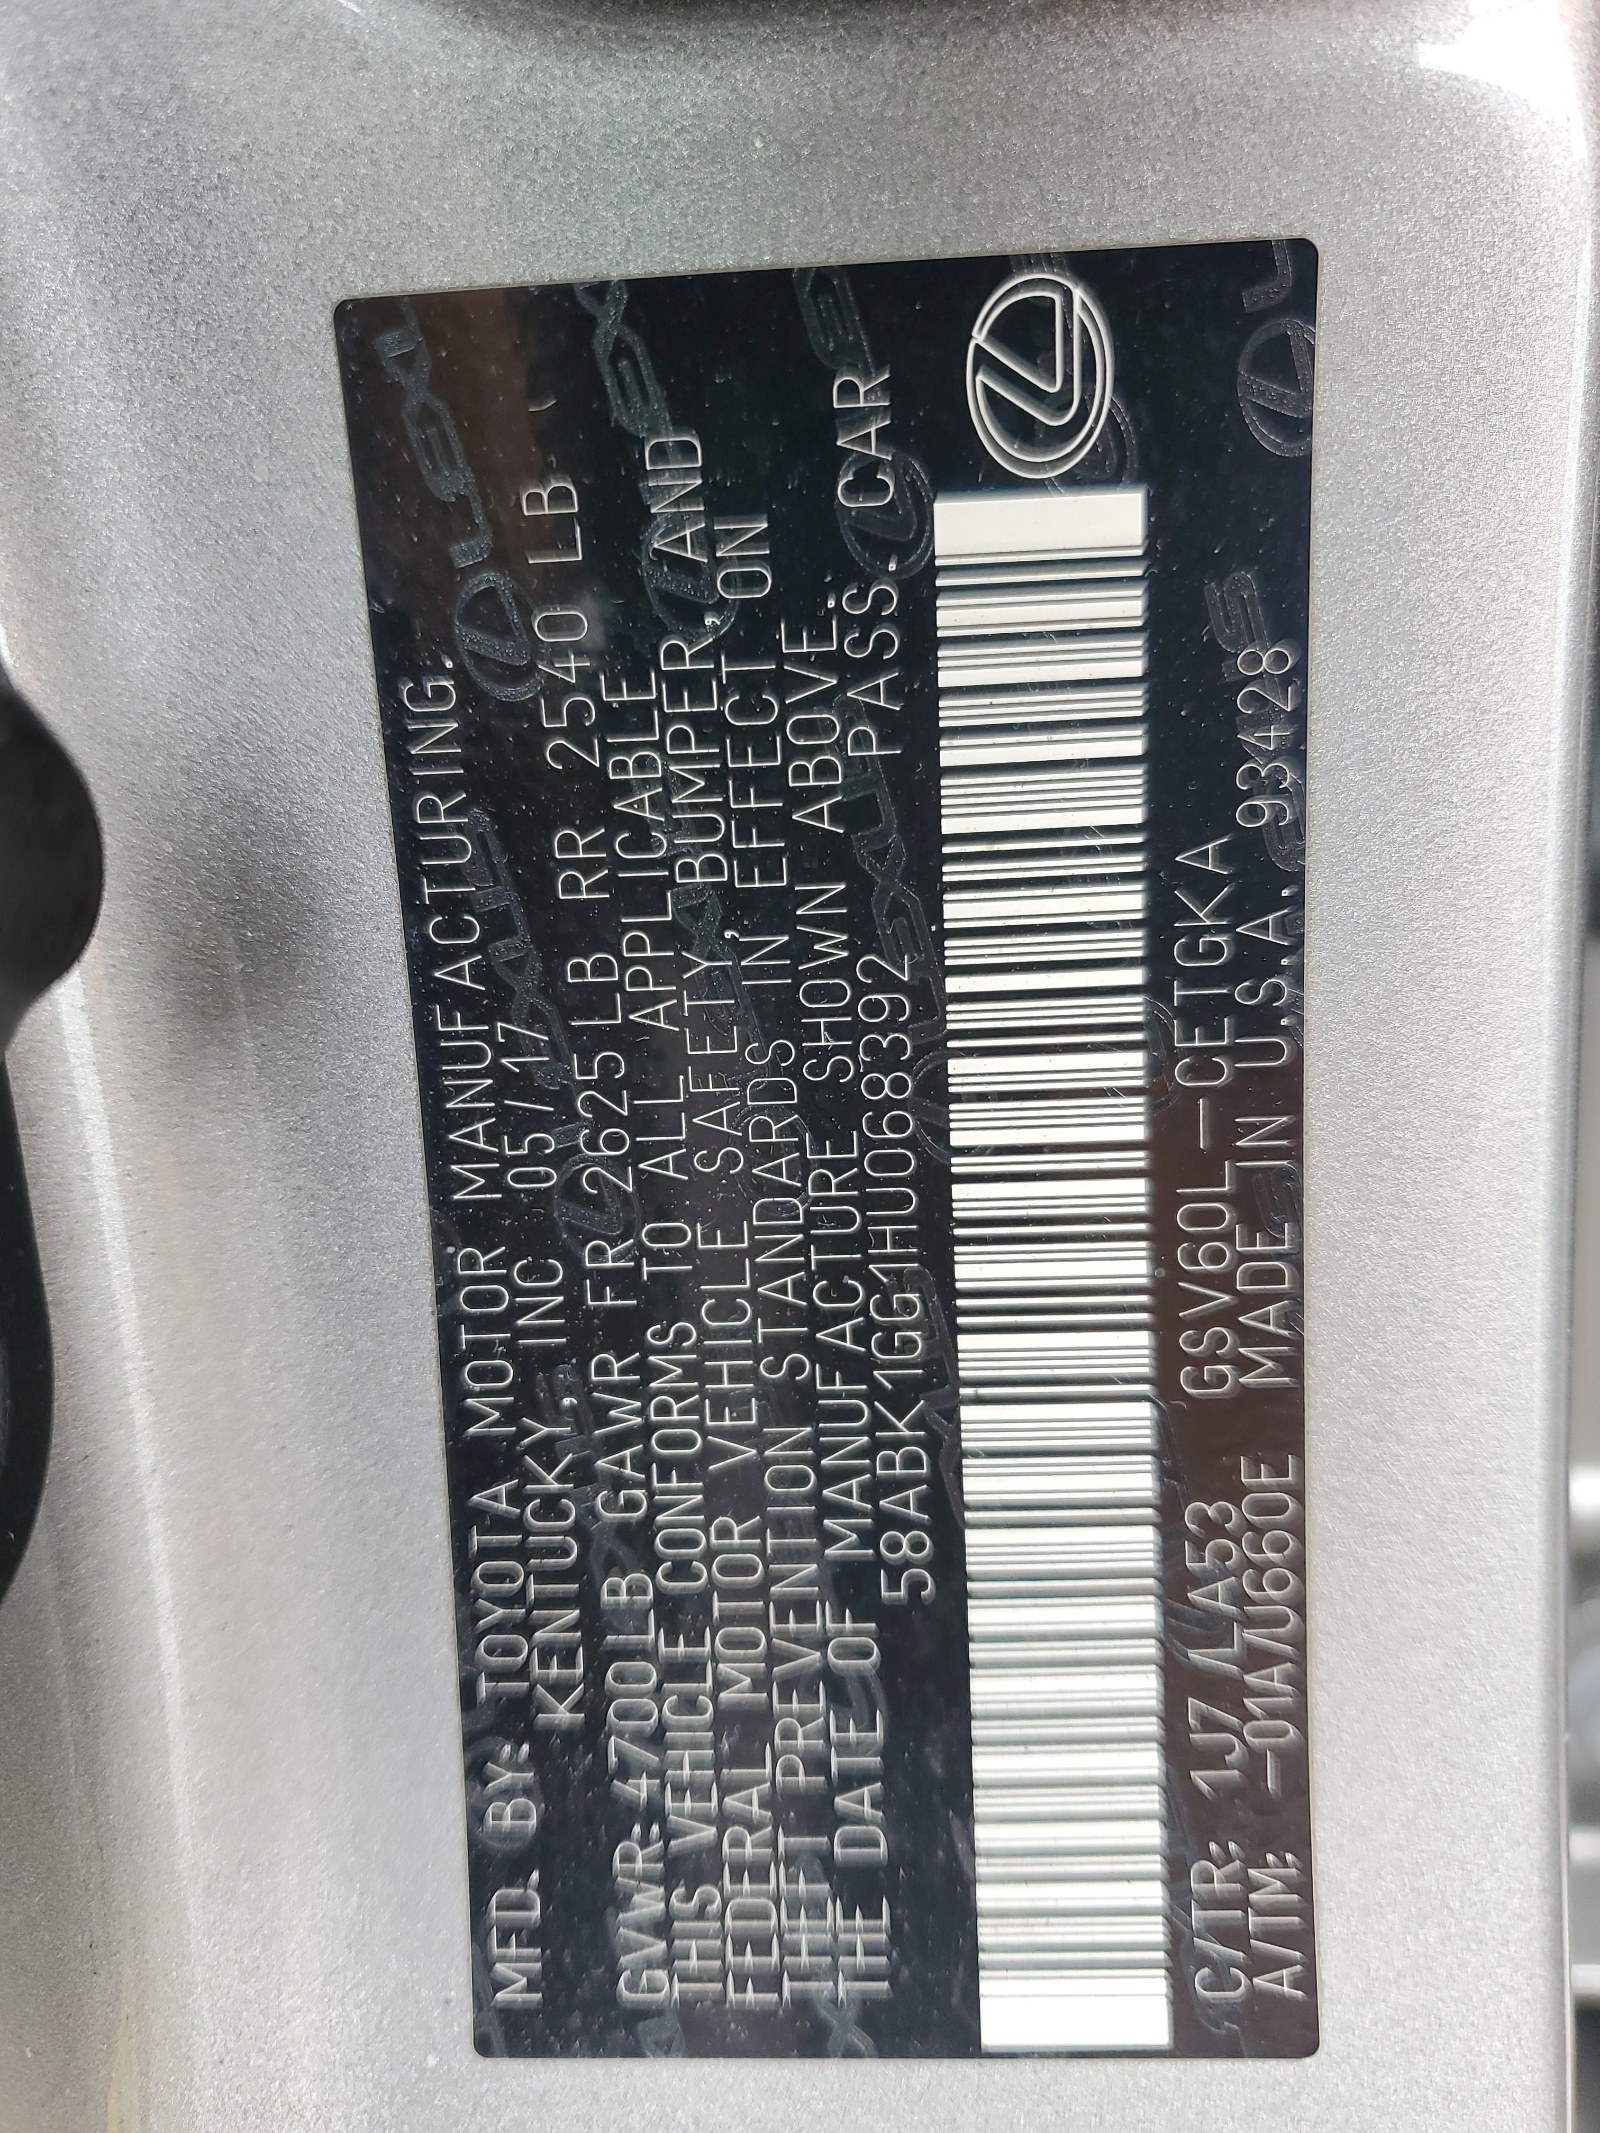 MFD. BY: TOYOTA MOTOR MANUFACTURING.
KENTUCKY, INC 05/17
GVWR: 4700LB GAWR FR 2625 LB RR 2540 LB
THIS VEHICLE CONFORMS TO ALL APPLICABLE
FEDERAL MOTOR VEHICLE SAFETY, BUMPER, AND
THEFT PREVENTION STANDARDS IN EFFECT ON
THE DATE OF MANUFACTURE SHOWN ABOVE.
58ABK1GG1HU068392 PASS. CAR
C/TR: 1J7 /LA53 GSV60L-CETGKA
A/TM: -01A/U660E MADE IN U.S.A. 93428